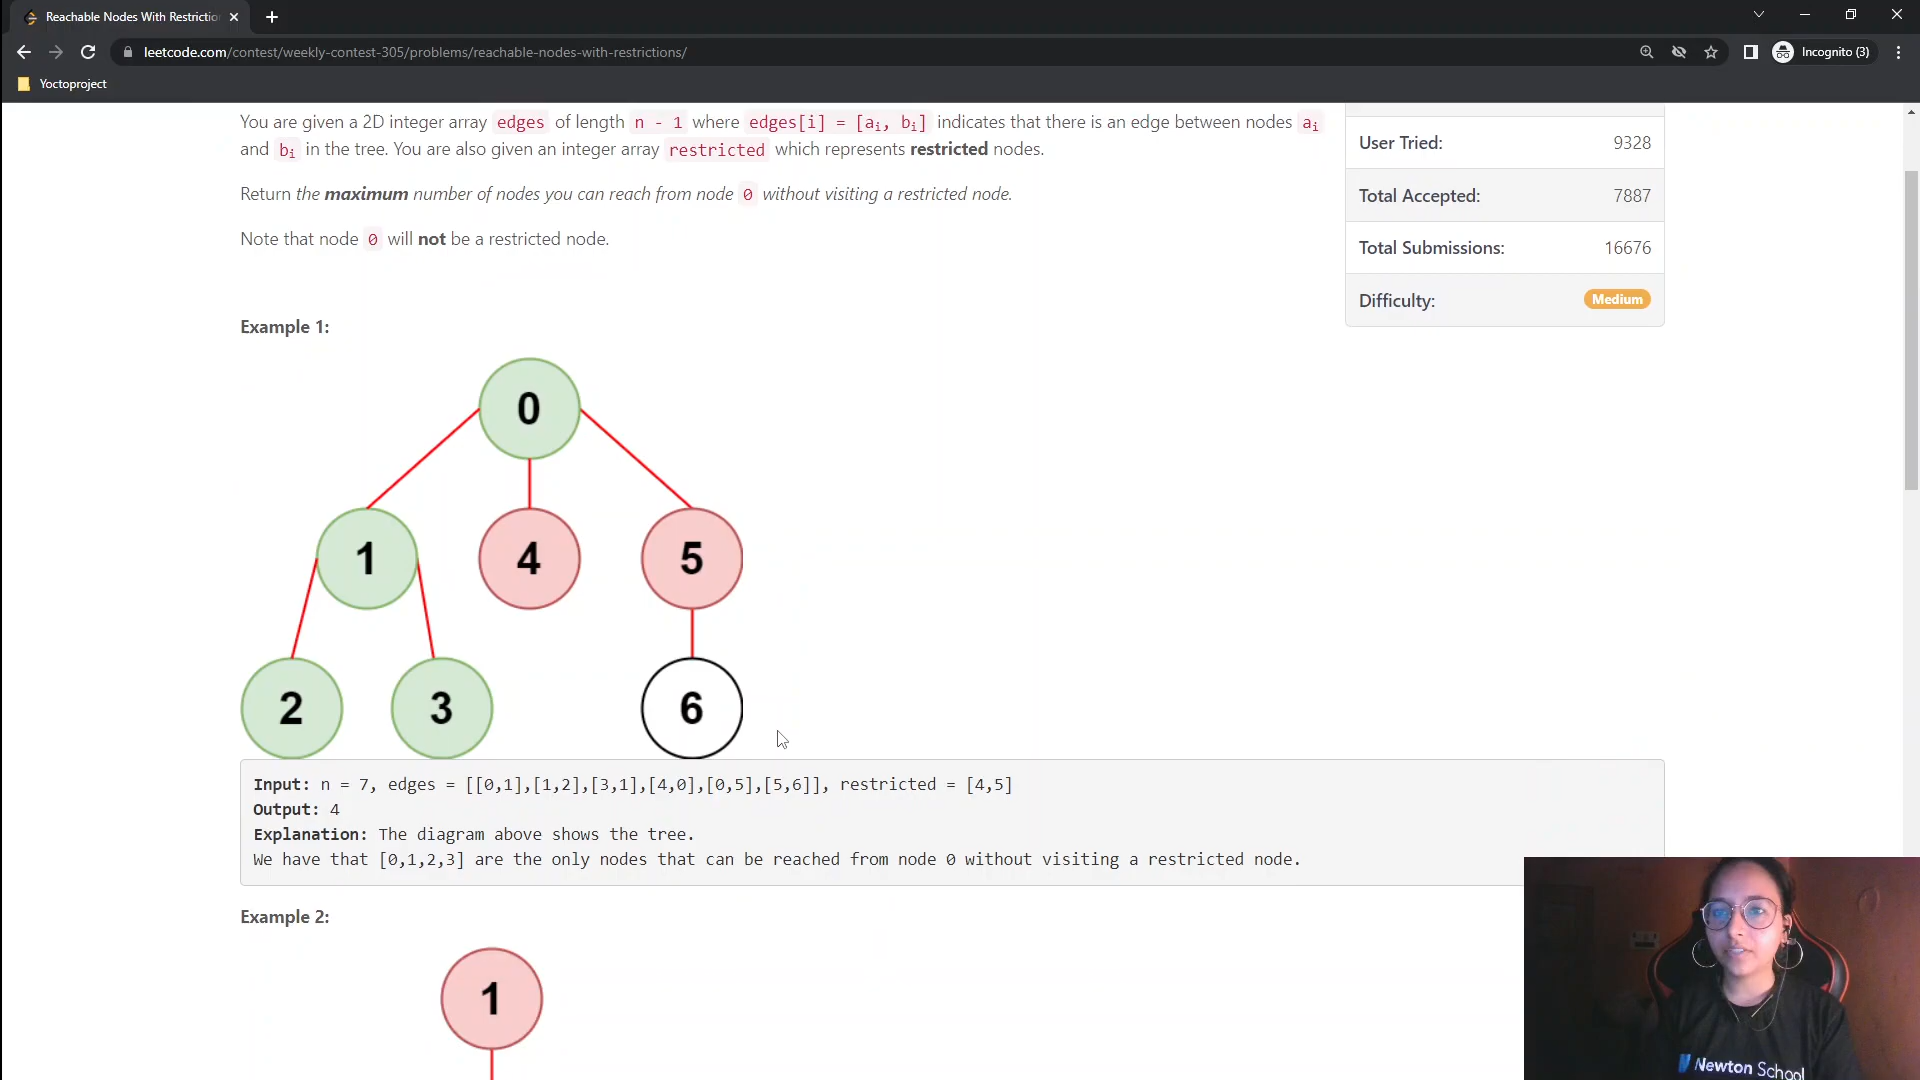 Reachable Nodes With Restrictio
leetcode.com/contest/weekly-contest-305/problems/reachable-nodes-with-restrictions/
Incognito (3)
Yoctoproject
You are given a 2D integer array edges of length n - 1 where edges[i] = [ai, bi] indicates that there is an edge between nodes ai
and bi in the tree. You are also given an integer array restricted which represents restricted nodes.
Return the maximum number of nodes you can reach from node 0 without visiting a restricted node.
Note that node 0 will not be a restricted node.
User Tried: 9328
Total Accepted: 7887
Total Submissions: 16676
Difficulty: Medium
Example 1:
0
1 4 5
2 3 6
Input: n = 7, edges = [[0,1],[1,2],[3,1],[4,0],[0,5],[5,6]], restricted = [4,5]
Output: 4
Explanation: The diagram above shows the tree.
We have that [0,1,2,3] are the only nodes that can be reached from node 0 without visiting a restricted node.
Example 2:
1
Newton School